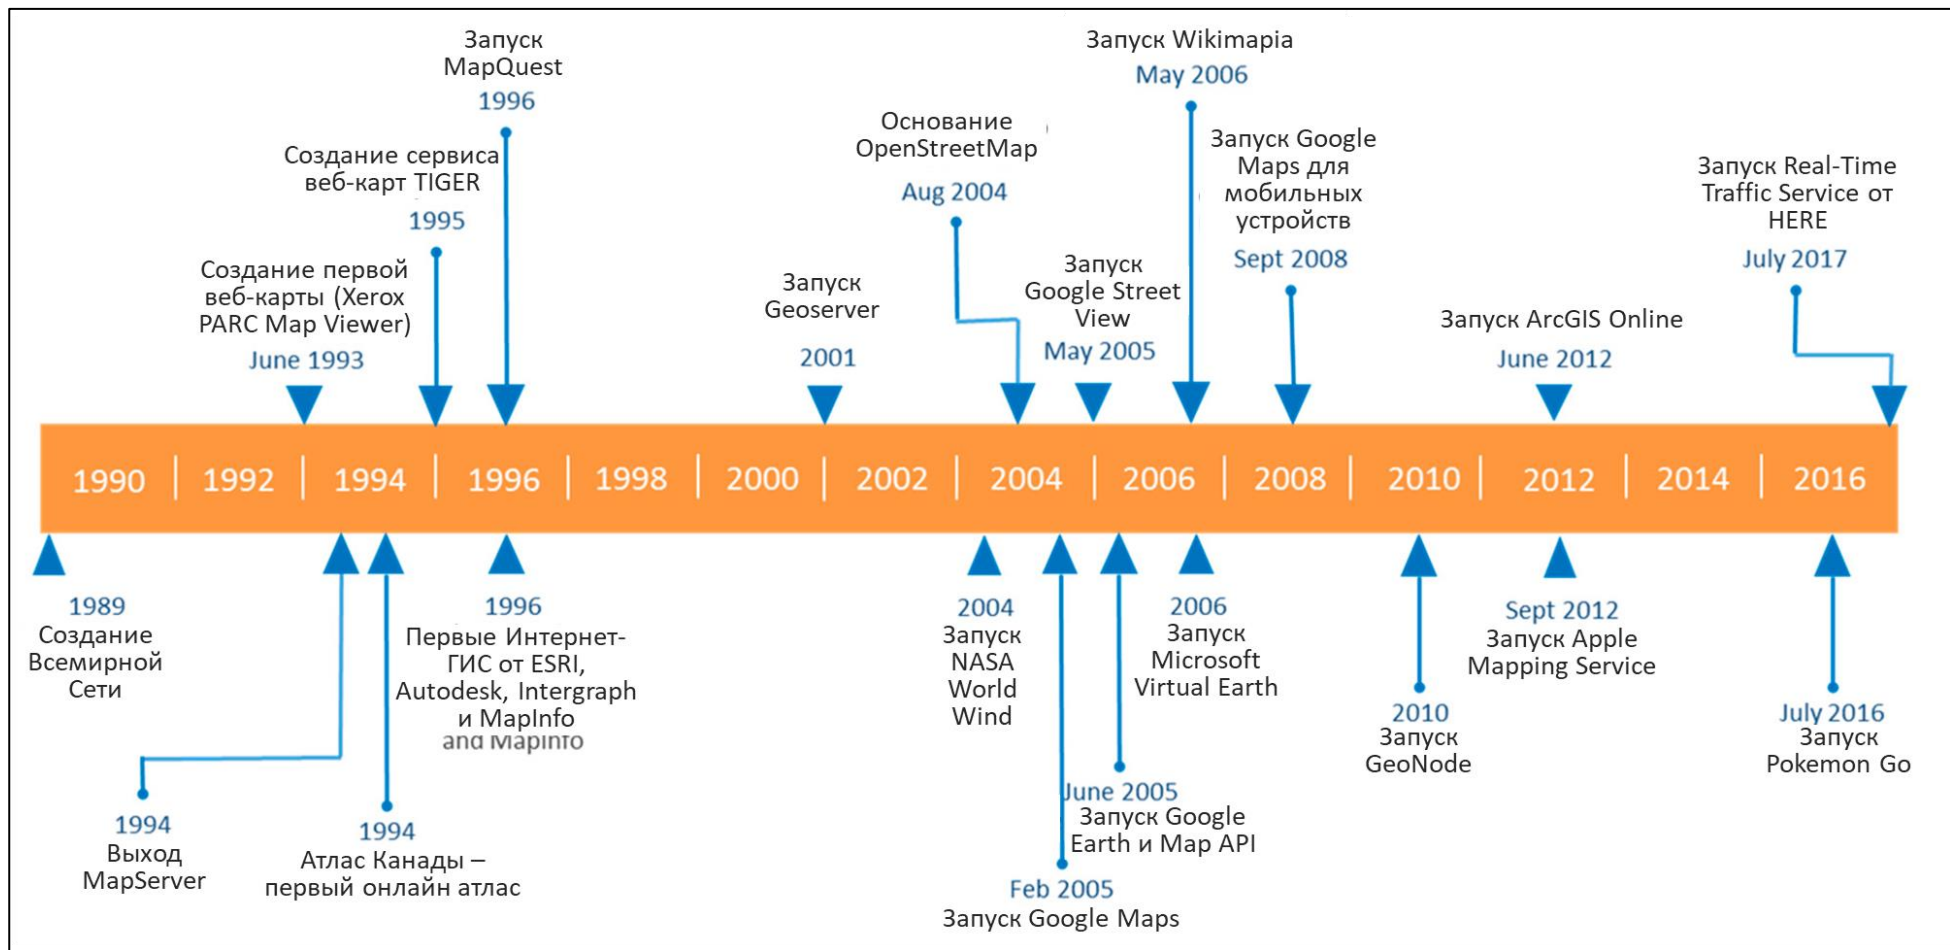 Запуск
MapQuest
1996
Создание сервиса
веб-карт TIGER
1995
Создание первой
веб-карты (Xerox
PARC Map Viewer)
June 1993
Запуск
Geoserver
2001
Основание
OpenStreetMap
Aug 2004
Запуск
Google Street
View
May 2005
Запуск Wikimapia
May 2006
Запуск Google
Maps для
мобильных
устройств
Sept 2008
Запуск ArcGIS Online
June 2012
Запуск Real-Time
Traffic Service от
HERE
July 2017
1990 1992 1994 1996 1998 2000 2002 2004 2006 2008 2010 2012 2014 2016
1989
Создание
Всемирной
Сети
1994
Выход
MapServer
1994
Атлас Канады –
первый онлайн атлас
1996
Первые Интернет-
ГИС от ESRI,
Autodesk, Intergraph
и MapInfo
and MapInfo
2004
Запуск
NASA
World
Wind
Feb 2005
Запуск Google Maps
June 2005
Запуск Google
Earth и Map API
2006
Запуск
Microsoft
Virtual Earth
2010
Запуск
GeoNode
Sept 2012
Запуск Apple
Mapping Service
July 2016
Запуск
Pokemon Go